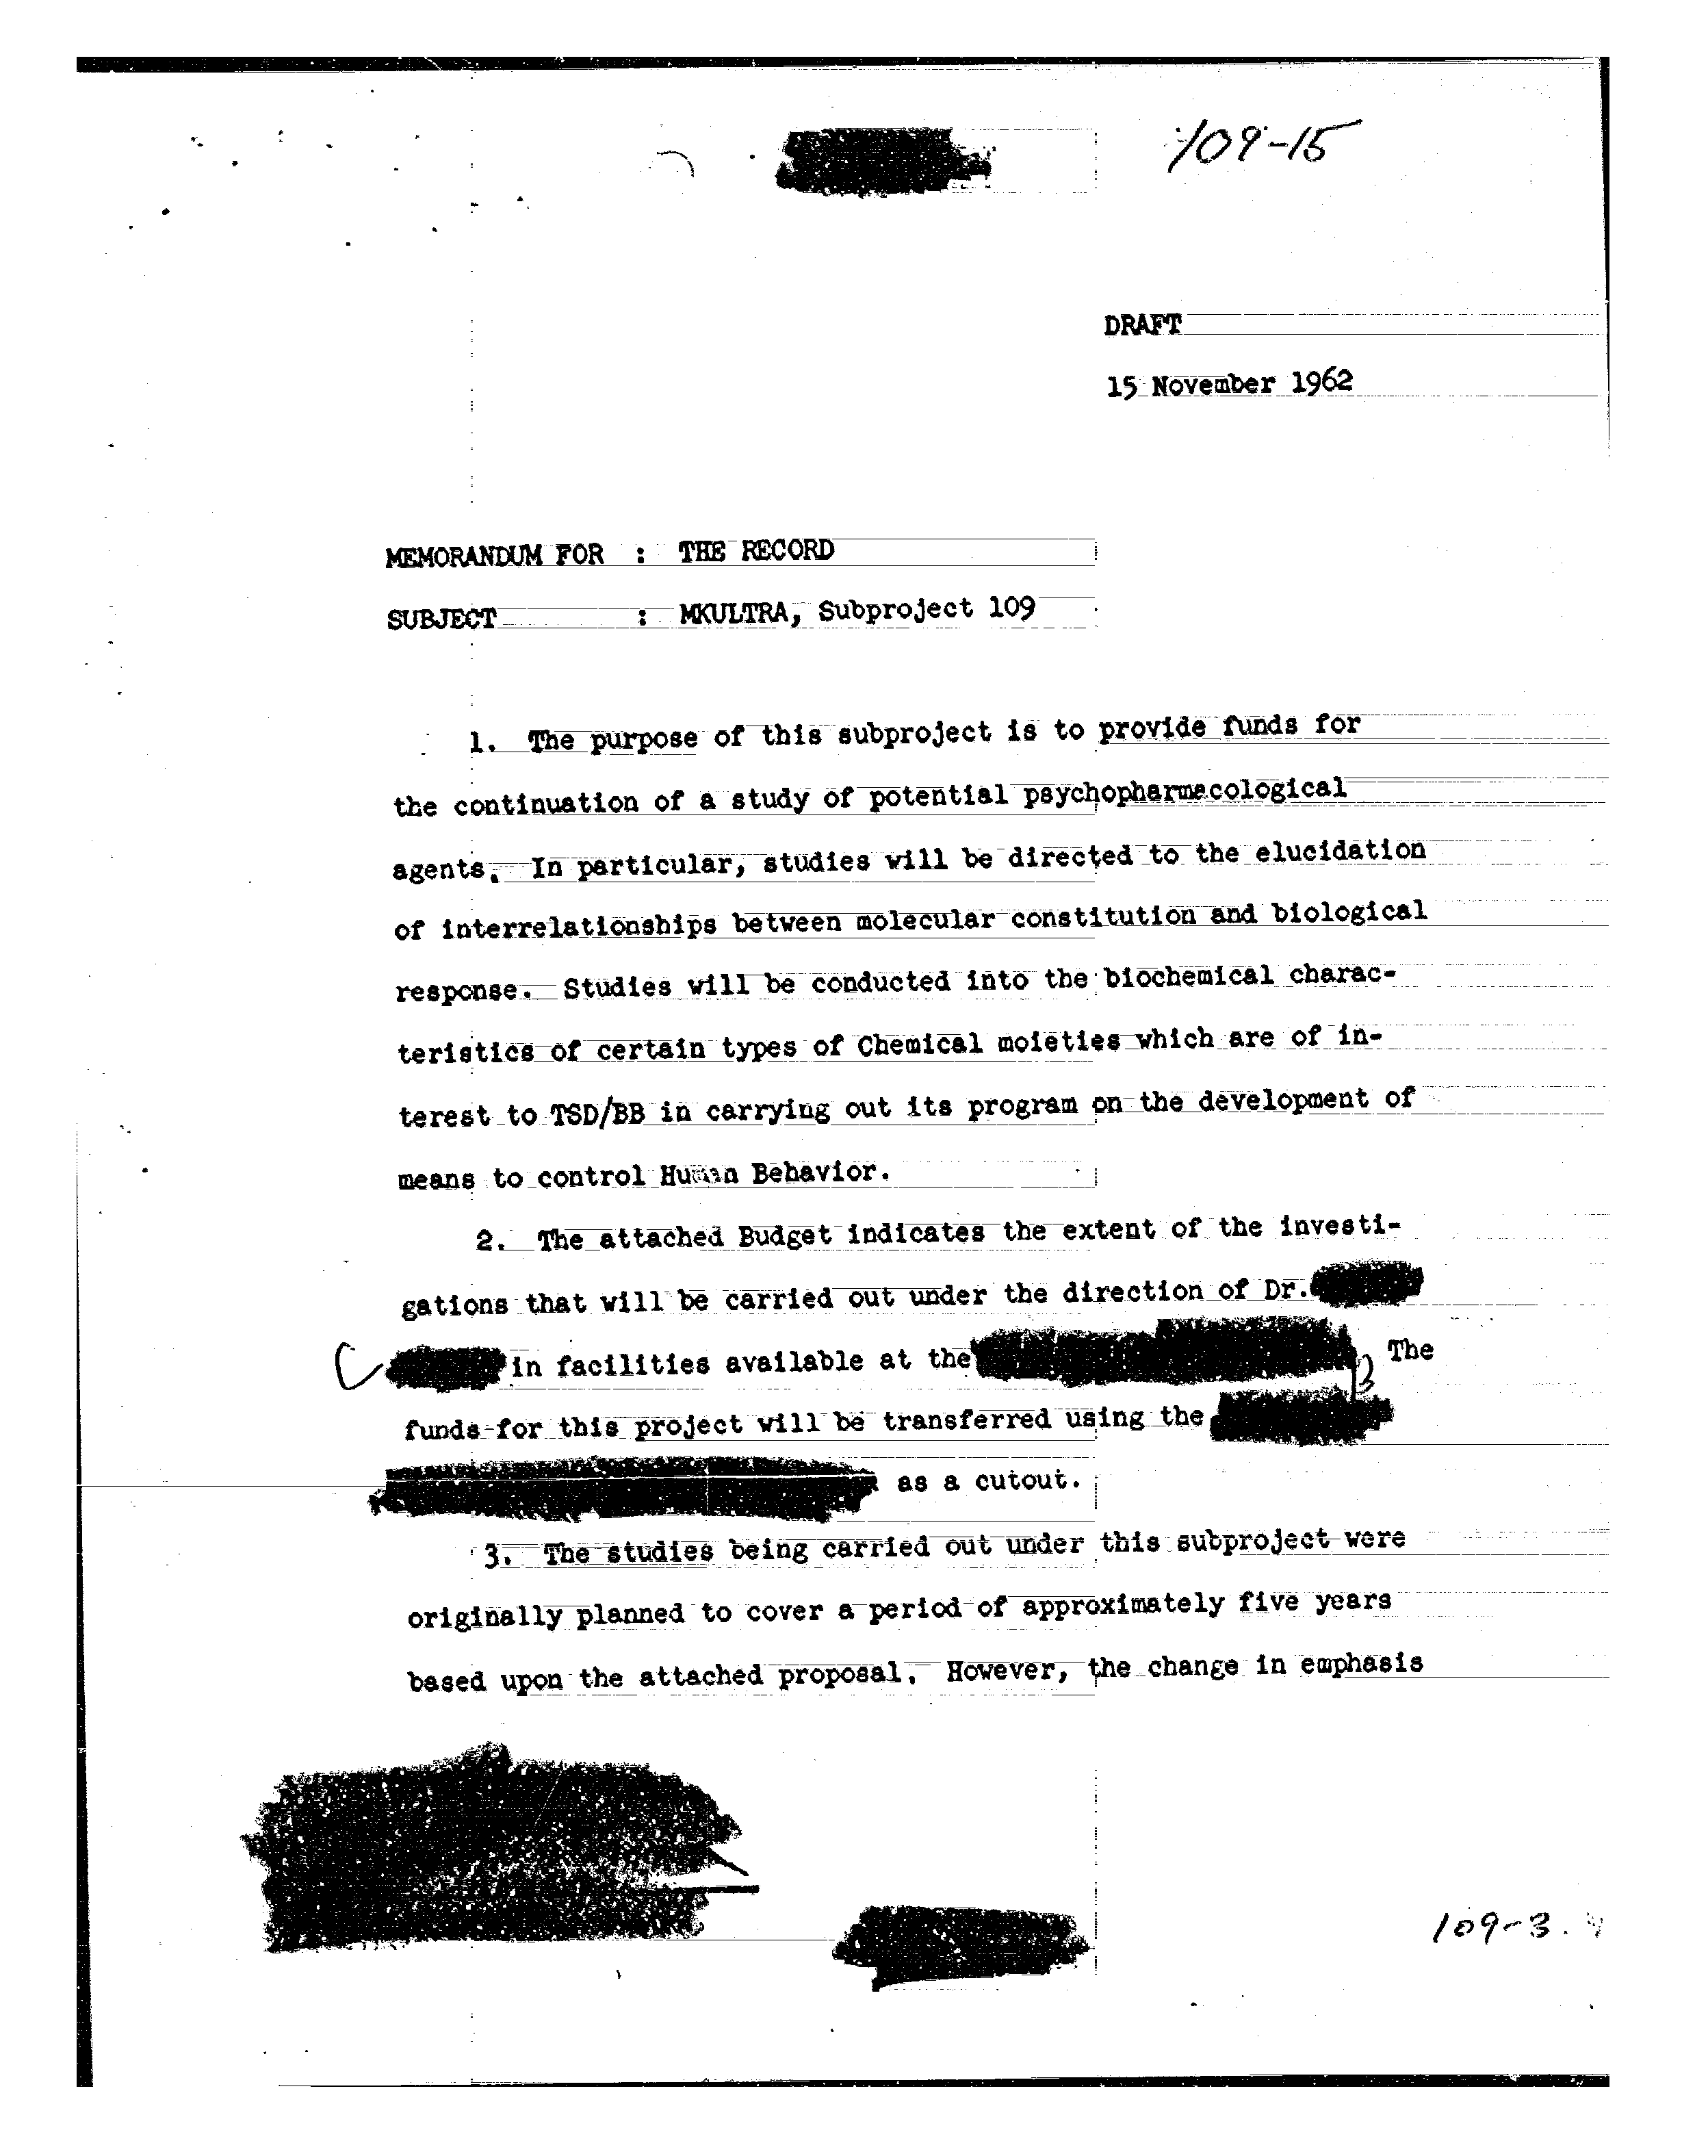 109-15
DRAFT
15 November 1962
MEMORANDUM FOR : THE RECORD
SUBJECT : MKULTRA, Subproject 109
1. The purpose of this subproject is to provide funds for
the continuation of a study of potential psychopharmacological
agents. In particular, studies will be directed to the elucidation
of interrelationships between molecular constitution and biological
response. Studies will be conducted into the biochemical charac-
teristics of certain types of Chemical moieties which are of in-
terest to TSD/BB in carrying out its program on the development of
means to control Human Behavior.
2. The attached Budget indicates the extent of the investi-
gations that will be carried out under the direction of Dr.
C in facilities available at the B The
funds for this project will be transferred using the
as a cutout.
3. The studies being carried out under this subproject were
originally planned to cover a period of approximately five years
based upon the attached proposal. However, the change in emphasis
109-3.